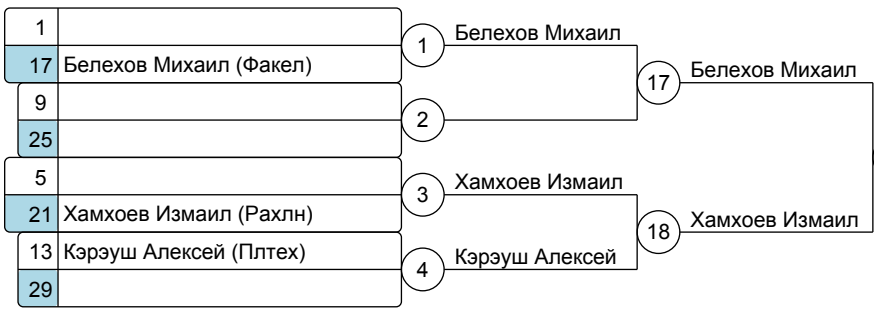 1
17 Белехов Михаил (Факел)
9
25
5
21 Хамхоев Измаил (Рахлн)
13 Кэрэуш Алексей (Плтех)
29
1 Белехов Михаил
2
3 Хамхоев Измаил
4 Кэрэуш Алексей
17 Белехов Михаил
18 Хамхоев Измаил